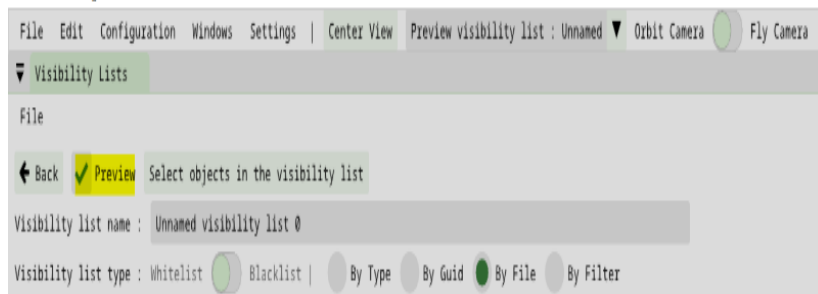 File Edit Configuration Windows Settings | Center View Preview visibility list : Unnamed Orbit Camera Fly Camera
Visibility Lists
File
Back Preview Select objects in the visibility list
Visibility list name : Unnamed visibility list 0
Visibility list type : Whitelist Blacklist | By Type By Guid By File By Filter